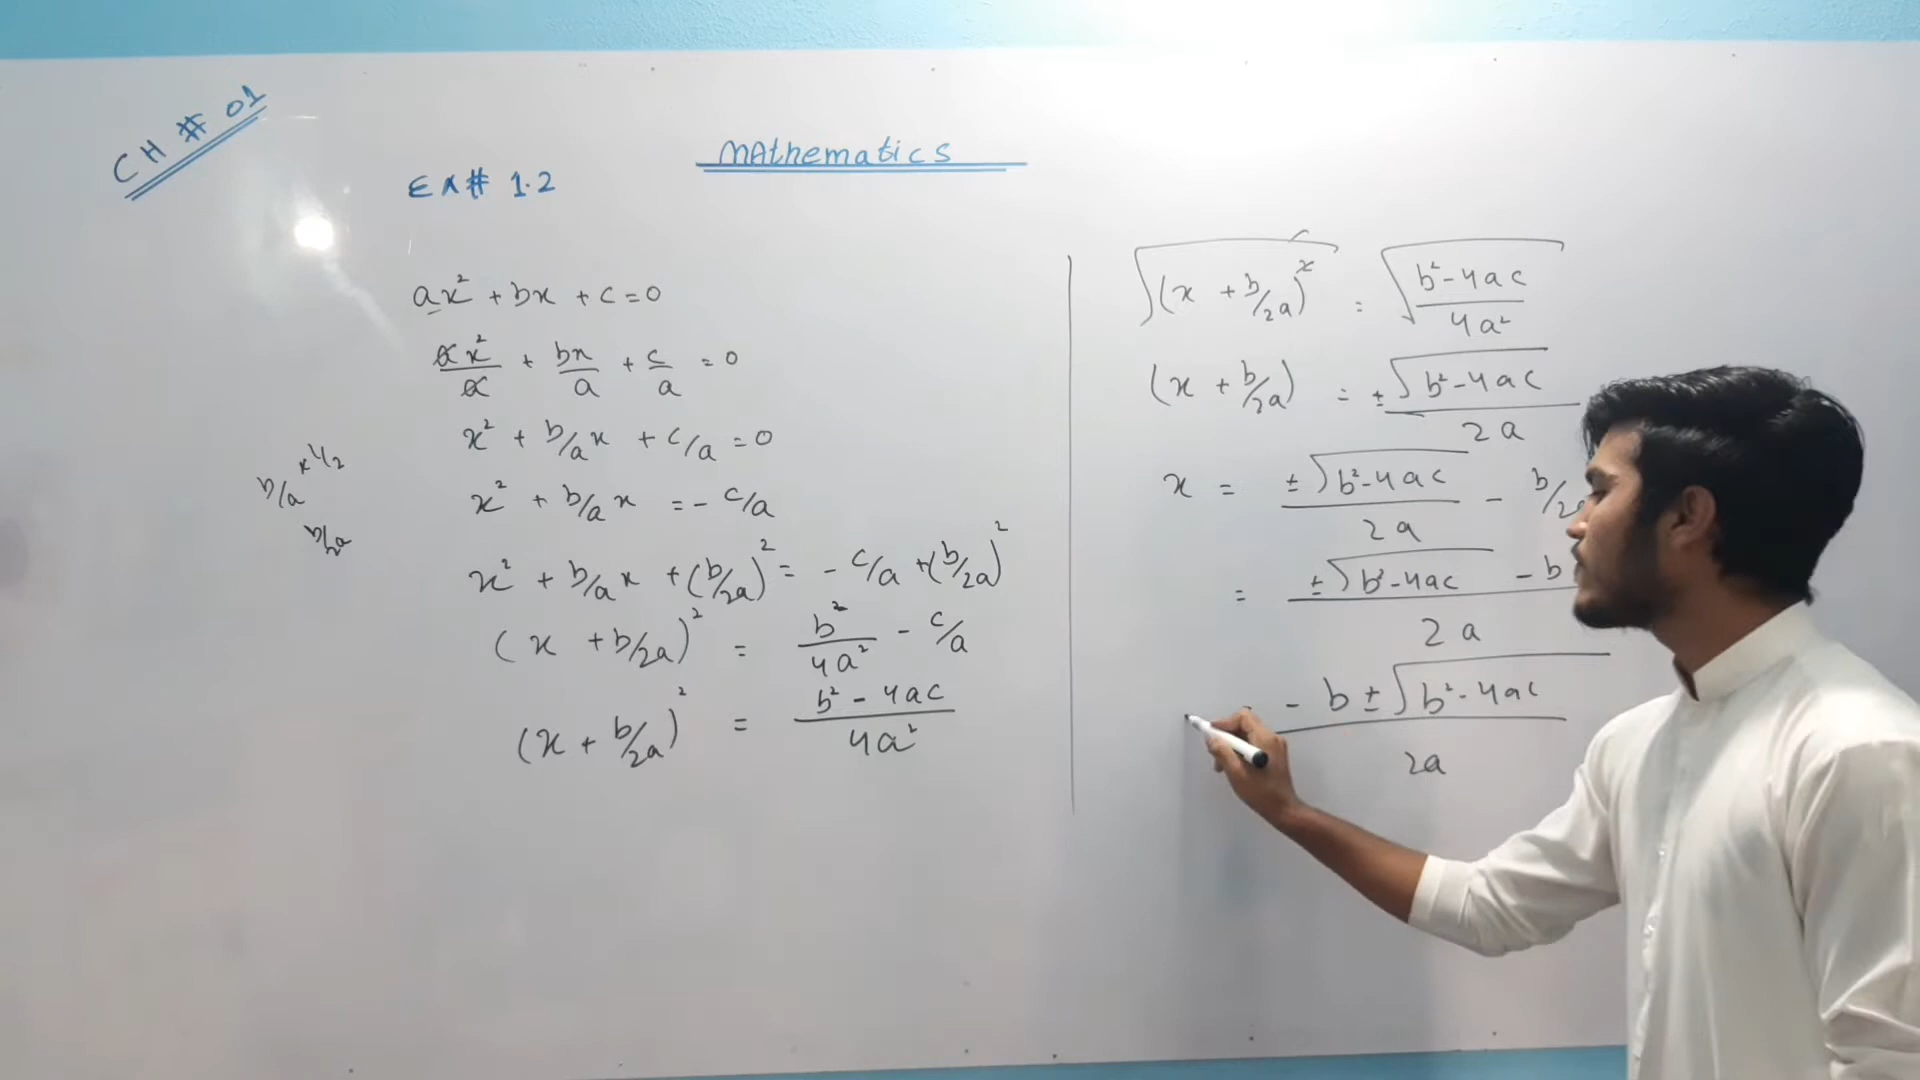 CH # 01
MAthematics
EX# 1.2
ax² + bx + c = 0
ax²/a + bx/a + c/a = 0
x² + b/a x + c/a = 0
x² + b/a x = - c/a
b/a x 1/2
b/2a
x² + b/a x + (b/2a)² = - c/a + (b/2a)²
(x + b/2a)² = b²/4a² - c/a
(x + b/2a)² = b² - 4ac/4a²
√(x + b/2a)² = √b² - 4ac/4a²
(x + b/2a) = ±√b² - 4ac/2a
x = ±√b² - 4ac/2a - b/2a
= ±√b² - 4ac - b/2a
= - b ± √b² - 4ac/2a